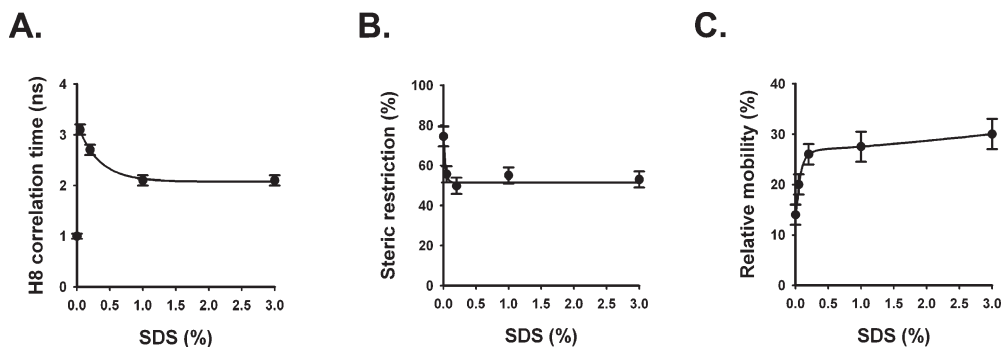 A.
H8 correlation time (ns)
4
3
2
1
0
0.0 0.5 1.0 1.5 2.0 2.5 3.0
SDS (%)
B.
Steric restriction (%)
100
80
60
40
20
0
0.0 0.5 1.0 1.5 2.0 2.5 3.0
SDS (%)
C.
Relative mobility (%)
40
30
20
10
0
0.0 0.5 1.0 1.5 2.0 2.5 3.0
SDS (%)